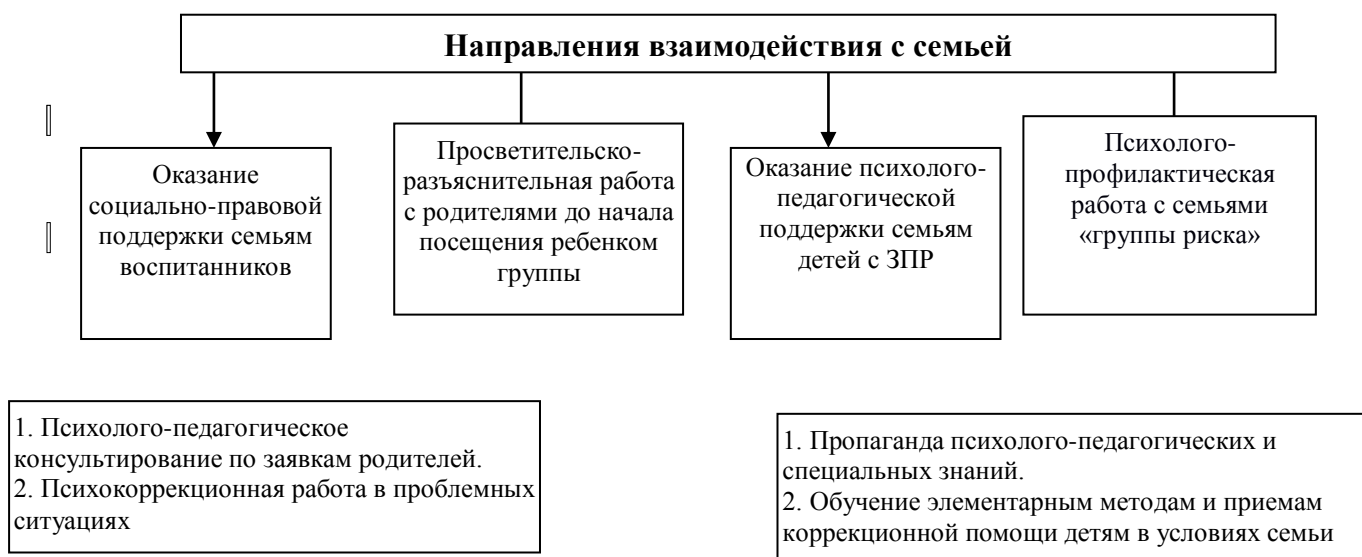 Направления взаимодействия с семьей
Оказание
социально-правовой
поддержки семьям
воспитанников
Просветительско-
разъяснительная работа
с родителями до начала
посещения ребенком
группы
Оказание психолого-
педагогической
поддержки семьям
детей с ЗПР
Психолого-
профилактическая
работа с семьями
«группы риска»
1. Психолого-педагогическое
консультирование по заявкам родителей.
2. Психокоррекционная работа в проблемных
ситуациях
1. Пропаганда психолого-педагогических и
специальных знаний.
2. Обучение элементарным методам и приемам
коррекционной помощи детям в условиях семьи